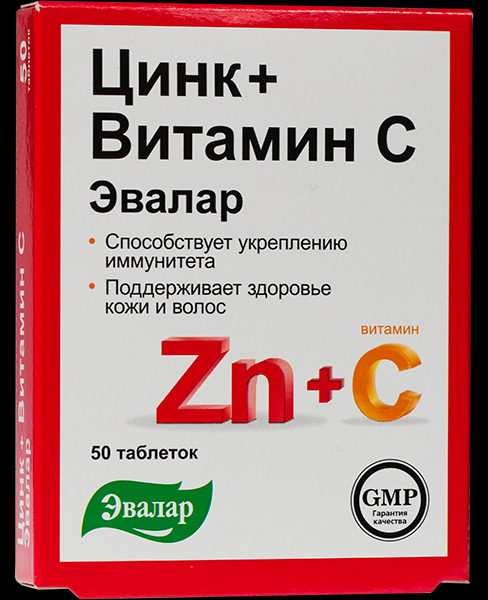 Цинк+
Витамин С
Эвалар
• Способствует укреплению
иммунитета
• Поддерживает здоровье
кожи и волос
витамин
Zn+C
50 таблеток
Эвалар
GMP
Гарантия
качества
50
таблеток
Цинк+ Витамин С
Эвалар